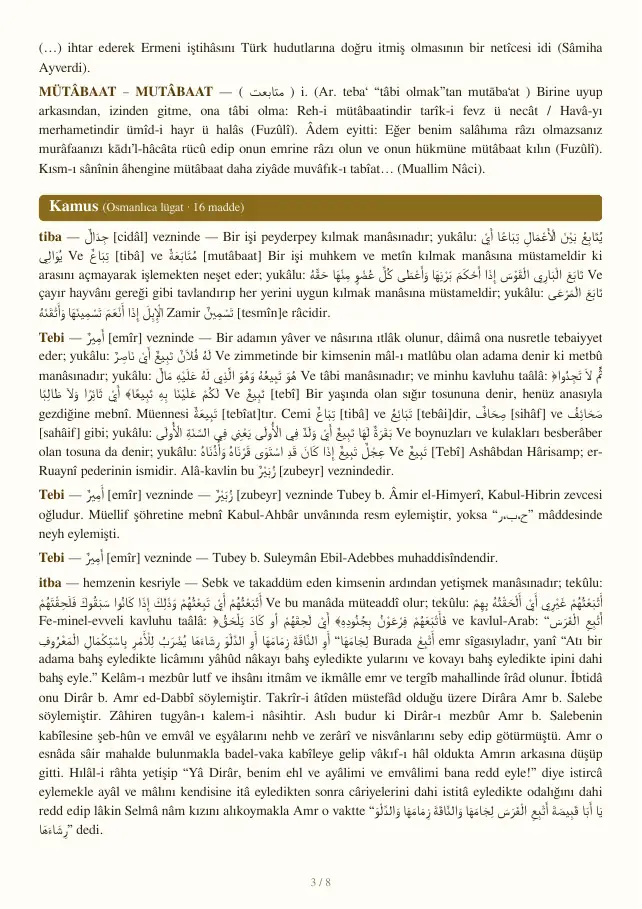 (…) ihtar ederek Ermeni iştihâsını Türk hudutlarına doğru itmiş olmasının bir netîcesi idi (Sâmiha
Ayverdi).
MÜTÂBAAT – MUTÂBAAT — ( متابعت ) i. (Ar. teba‘ “tâbi olmak”tan mutāba‘at ) Birine uyup
arkasından, izinden gitme, ona tâbi olma: Reh-i mütâbaatindir tarîk-i fevz ü necât / Havâ-yı
merhametindir ümîd-i hayr ü halâs (Fuzûlî). Âdem eyitti: Eğer benim salâhıma râzı olmazsanız
murâfaanızı kādı’l-hâcâta rücû edip onun emrine râzı olun ve onun hükmüne mütâbaat kılın (Fuzûlî).
Kısm-ı sânînin âhengine mütâbaat daha ziyâde muvâfık-ı tabîat… (Muallim Nâci).
Kamus (Osmanlıca lügat · 16 madde)
tiba — جِدَالٌ [cidâl] vezninde — Bir işi peyderpey kılmak manâsınadır; yukâlu: يُتَابِعُ بَيْنَ الْأَعْمَالِ تِبَاعًا أَيْ
يُوَالِي Ve تِبَاعٌ [tibâ] ve مُتَابَعَةٌ [mutâbaat] Bir işi muhkem ve metîn kılmak manâsına müstameldir ki
arasını açmayarak işlemekten neşet eder; yukâlu: تَابَعَ الْبَارِي الْقَوْسَ إِذَا أَحْكَمَ بَرْيَهَا وَأَعْطَى كُلَّ عُضْوٍ مِنْهَا حَقَّهُ Ve
çayır hayvânı gereği gibi tavlandırıp her yerini uygun kılmak manâsına müstameldir; yukâlu: تَابَعَ الْمَرْعَى
الْإِبِلَ إِذَا أَنْعَمَ تَسْمِينَهَا وَأَتْقَنَهُ Zamir تَسْمِينٌ [tesmîn]e râcidir.
Tebi — أَمِيرٌ [emîr] vezninde — Bir adamın yâver ve nâsırına ıtlâk olunur, dâimâ ona nusretle tebaiyyet
eder; yukâlu: لَهُ فُلَانٌ تَبِيعٌ أَيْ نَاصِرٌ Ve zimmetinde bir kimsenin mâl-ı matlûbu olan adama denir ki metbû
manâsınadır; yukâlu: هُوَ تَبِيعُهُ وَهُوَ الَّذِي لَهُ عَلَيْهِ مَالٌ Ve tâbi manâsınadır; ve minhu kavluhu taalâ: ﴿ثُمَّ لَا تَجِدُوا
لَكُمْ عَلَيْنَا بِهِ تَبِيعًا﴾ أَيْ ثَائِرًا وَلَا طَالِبًا Ve تَبِيعٌ [tebî] Bir yaşında olan sığır tosununa denir, henüz anasıyla
gezdiğine mebnî. Müennesi تَبِيعَةٌ [tebîat]tır. Cemi تِبَاعٌ [tibâ] ve تَبَائِعُ [tebâi]dir, صِحَافٌ [sihâf] ve صَحَائِفُ
[sahâif] gibi; yukâlu: بَقَرَةٌ لَهَا تَبِيعٌ أَيْ وَلَدٌ فِي الْأُولَى يَعْنِي فِي السَّنَةِ الْأُولَى Ve boynuzları ve kulakları besberâber
olan tosuna da denir; yukâlu: عِجْلٌ تَبِيعٌ إِذَا كَانَ قَدِ اسْتَوَى قَرْنَاهُ وَأُذُنَاهُ Ve تَبِيعٌ [Tebî] Ashâbdan Hârisamp; er-
Ruaynî pederinin ismidir. Alâ-kavlin bu زُبَيْرٌ [zubeyr] veznindedir.
Tebi — أَمِيرٌ [emîr] vezninde — زُبَيْرٌ [zubeyr] vezninde Tubey b. Âmir el-Himyerî, Kabul-Hibrin zevcesi
oğludur. Müellif şöhretine mebnî Kabul-Ahbâr unvânında resm eylemiştir, yoksa “ح،ب،ر” mâddesinde
neyh eylemişti.
Tebi — أَمِيرٌ [emîr] vezninde — Tubey b. Suleymân Ebil-Adebbes muhaddisîndendir.
itba — hemzenin kesriyle — Sebk ve takaddüm eden kimsenin ardından yetişmek manâsınadır; tekûlu:
أَتْبَعْتُهُمْ أَيْ تَبِعْتُهُمْ وَذَلِكَ إِذَا كَانُوا سَبَقُوكَ فَلَحِقْتَهُمْ Ve bu manâda müteaddî olur; tekûlu: أَتْبَعْتُهُمْ غَيْرِي أَيْ أَلْحَقْتُهُ بِهِمْ
Fe-minel-evveli kavluhu taalâ: ﴿فَأَتْبَعَهُمْ فِرْعَوْنُ بِجُنُودِهِ﴾ أَيْ لَحِقَهُمْ أو كَادَ يَلْحَقُ ve kavlul-Arab: “أَتْبِعِ الْفَرَسَ
لِجَامَهَا” أَوِ النَّاقَةَ زِمَامَهَا أَوِ الدَّلْوَ رِشَاءَهَا يُضْرَبُ لِلْأَمْرِ بِاسْتِكْمَالِ الْمَعْرُوفِ Burada أَتْبِعْ emr sîgasıyladır, yanî “Atı bir
adama bahş eyledikte licâmını yâhûd nâkayı bahş eyledikte yularını ve kovayı bahş eyledikte ipini dahi
bahş eyle.” Kelâm-ı mezbûr lutf ve ihsânı itmâm ve ikmâlle emr ve tergîb mahallinde îrâd olunur. İbtidâ
onu Dirâr b. Amr ed-Dabbî söylemiştir. Takrîr-i âtîden müstefâd olduğu üzere Dirâra Amr b. Salebe
söylemiştir. Zâhiren tugyân-ı kalem-i nâsihtir. Aslı budur ki Dirâr-ı mezbûr Amr b. Salebenin
kabîlesine şeb-hûn ve emvâl ve eşyâlarını nehb ve zerârî ve nisvânlarını seby edip götürmüştü. Amr o
esnâda sâir mahalde bulunmakla badel-vaka kabîleye gelip vâkıf-ı hâl oldukta Amrın arkasına düşüp
gitti. Hılâl-i râhta yetişip “Yâ Dirâr, benim ehl ve ayâlimi ve emvâlimi bana redd eyle!” diye istircâ
eylemekle ayâl ve mâlını kendisine itâ eyledikten sonra câriyelerini dahi istitâ eyledikte odalığını dahi
redd edip lâkin Selmâ nâm kızını alıkoymakla Amr o vaktte “يَا أَبَا قَبِيصَةَ أَتْبِعِ الْفَرَسَ لِجَامَهَا وَالنَّاقَةَ زِمَامَهَا وَالدَّلْوَ
رِشَاءَهَا” dedi.
3 / 8